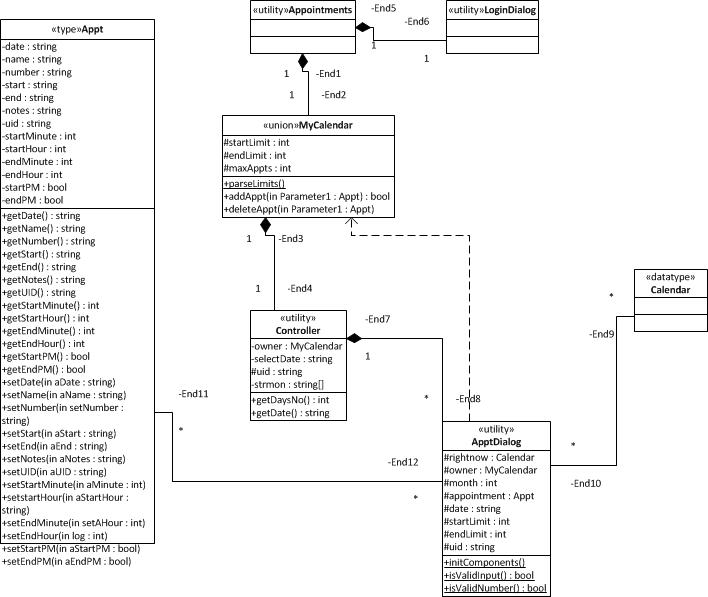 «type»Appt
-date : string
-name : string
-number : string
-start : string
-end : string
-notes : string
-uid : string
-startMinute : int
-startHour : int
-endMinute : int
-endHour : int
-startPM : bool
-endPM : bool
+getDate() : string
+getName() : string
+getNumber() : string
+getStart() : string
+getEnd() : string
+getNotes() : string
+getUID() : string
+getStartMinute() : int
+getStartHour() : int
+getEndMinute() : int
+getEndHour() : int
+getStartPM() : bool
+getEndPM() : bool
+setDate(in aDate : string)
+setName(in aName : string)
+setNumber(in setNumber :
string)
+setStart(in aStart : string)
+setEnd(in aEnd : string)
+setNotes(in aNotes : string)
+setUID(in aUID : string)
+setStartMinute(in aMinute : int)
+setstartHour(in aStartHour :
string)
+setEndMinute(in setAHour : int)
+setEndHour(in log : int)
+setStartPM(in aStartPM : bool)
+setEndPM(in aEndPM : bool)
«utility»Appointments
-End5
-End6
1
1
«utility»LoginDialog
1
-End1
1
-End2
«union»MyCalendar
#startLimit : int
#endLimit : int
#maxAppts : int
+parseLimits()
+addAppt(in Parameter1 : Appt) : bool
+deleteAppt(in Parameter1 : Appt)
1
-End3
1
-End4
«utility»
Controller
-owner : MyCalendar
-selectDate : string
#uid : string
-strmon : string[]
+getDaysNo() : int
+getDate() : string
-End7
1
*
-End8
«datatype»
Calendar
*
-End9
*
-End10
-End11
*
-End12
*
«utility»
ApptDialog
#rightnow : Calendar
#owner : MyCalendar
#month : int
#appointment : Appt
#date : string
#startLimit : int
#endLimit : int
#uid : string
+initComponents()
+isValidInput() : bool
+isValidNumber() : bool